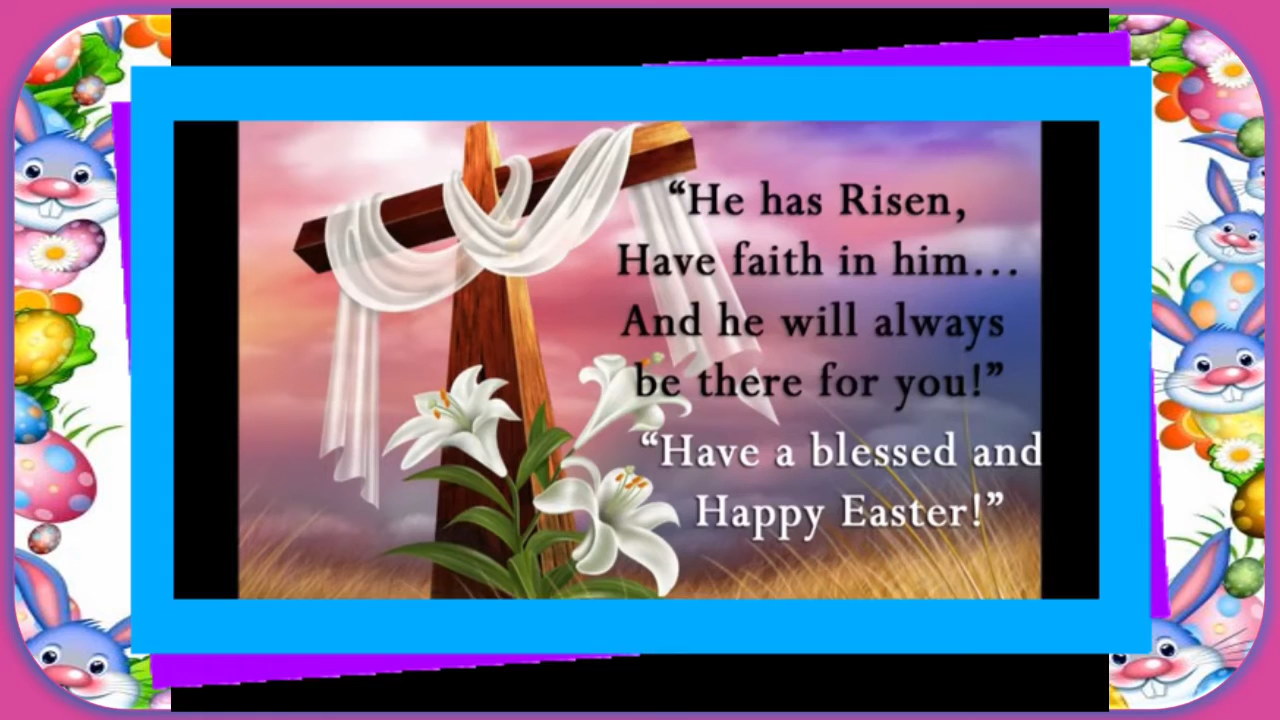 “He has Risen,
Have faith in him...
And he will always
be there for you!”
“Have a blessed and
Happy Easter!”